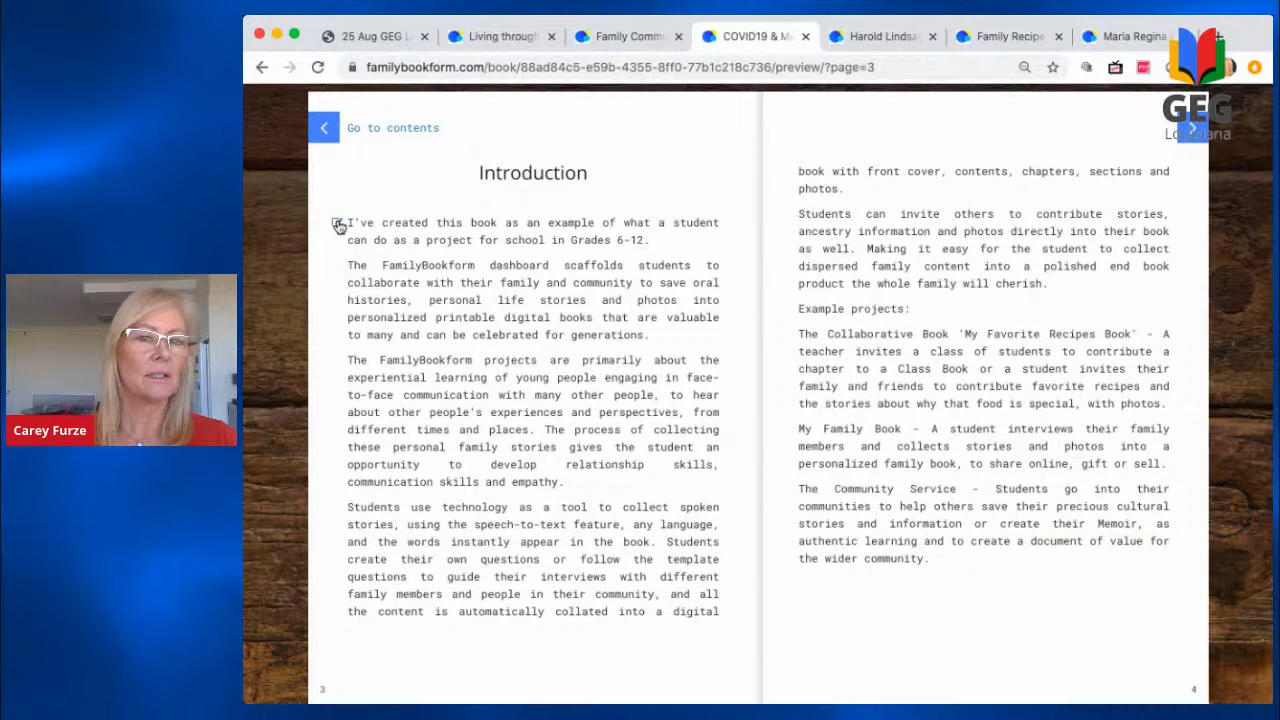 25 Aug GEG L
Living through
Family Commu
COVID19 & M
Harold Lindsa
Family Recipe
Maria Regina
familybookform.com/book/88ad84c5-e59b-4355-8ff0-77b1c218c736/preview/?page=3
GEG
Louisiana
Go to contents
Introduction
I've created this book as an example of what a student
can do as a project for school in Grades 6-12.
The FamilyBookform dashboard scaffolds students to
collaborate with their family and community to save oral
histories, personal life stories and photos into
personalized printable digital books that are valuable
to many and can be celebrated for generations.
The FamilyBookform projects are primarily about the
experiential learning of young people engaging in face-
to-face communication with many other people, to hear
about other people's experiences and perspectives, from
different times and places. The process of collecting
these personal family stories gives the student an
opportunity to develop relationship skills,
communication skills and empathy.
Students use technology as a tool to collect spoken
stories, using the speech-to-text feature, any language,
and the words instantly appear in the book. Students
create their own questions or follow the template
questions to guide their interviews with different
family members and people in their community, and all
the content is automatically collated into a digital
3
book with front cover, contents, chapters, sections and
photos.
Students can invite others to contribute stories,
ancestry information and photos directly into their book
as well. Making it easy for the student to collect
dispersed family content into a polished end book
product the whole family will cherish.
Example projects:
The Collaborative Book 'My Favorite Recipes Book' - A
teacher invites a class of students to contribute a
chapter to a Class Book or a student invites their
family and friends to contribute favorite recipes and
the stories about why that food is special, with photos.
My Family Book - A student interviews their family
members and collects stories and photos into a
personalized family book, to share online, gift or sell.
The Community Service - Students go into their
communities to help others save their precious cultural
stories and information or create their Memoir, as
authentic learning and to create a document of value for
the wider community.
4
Carey Furze